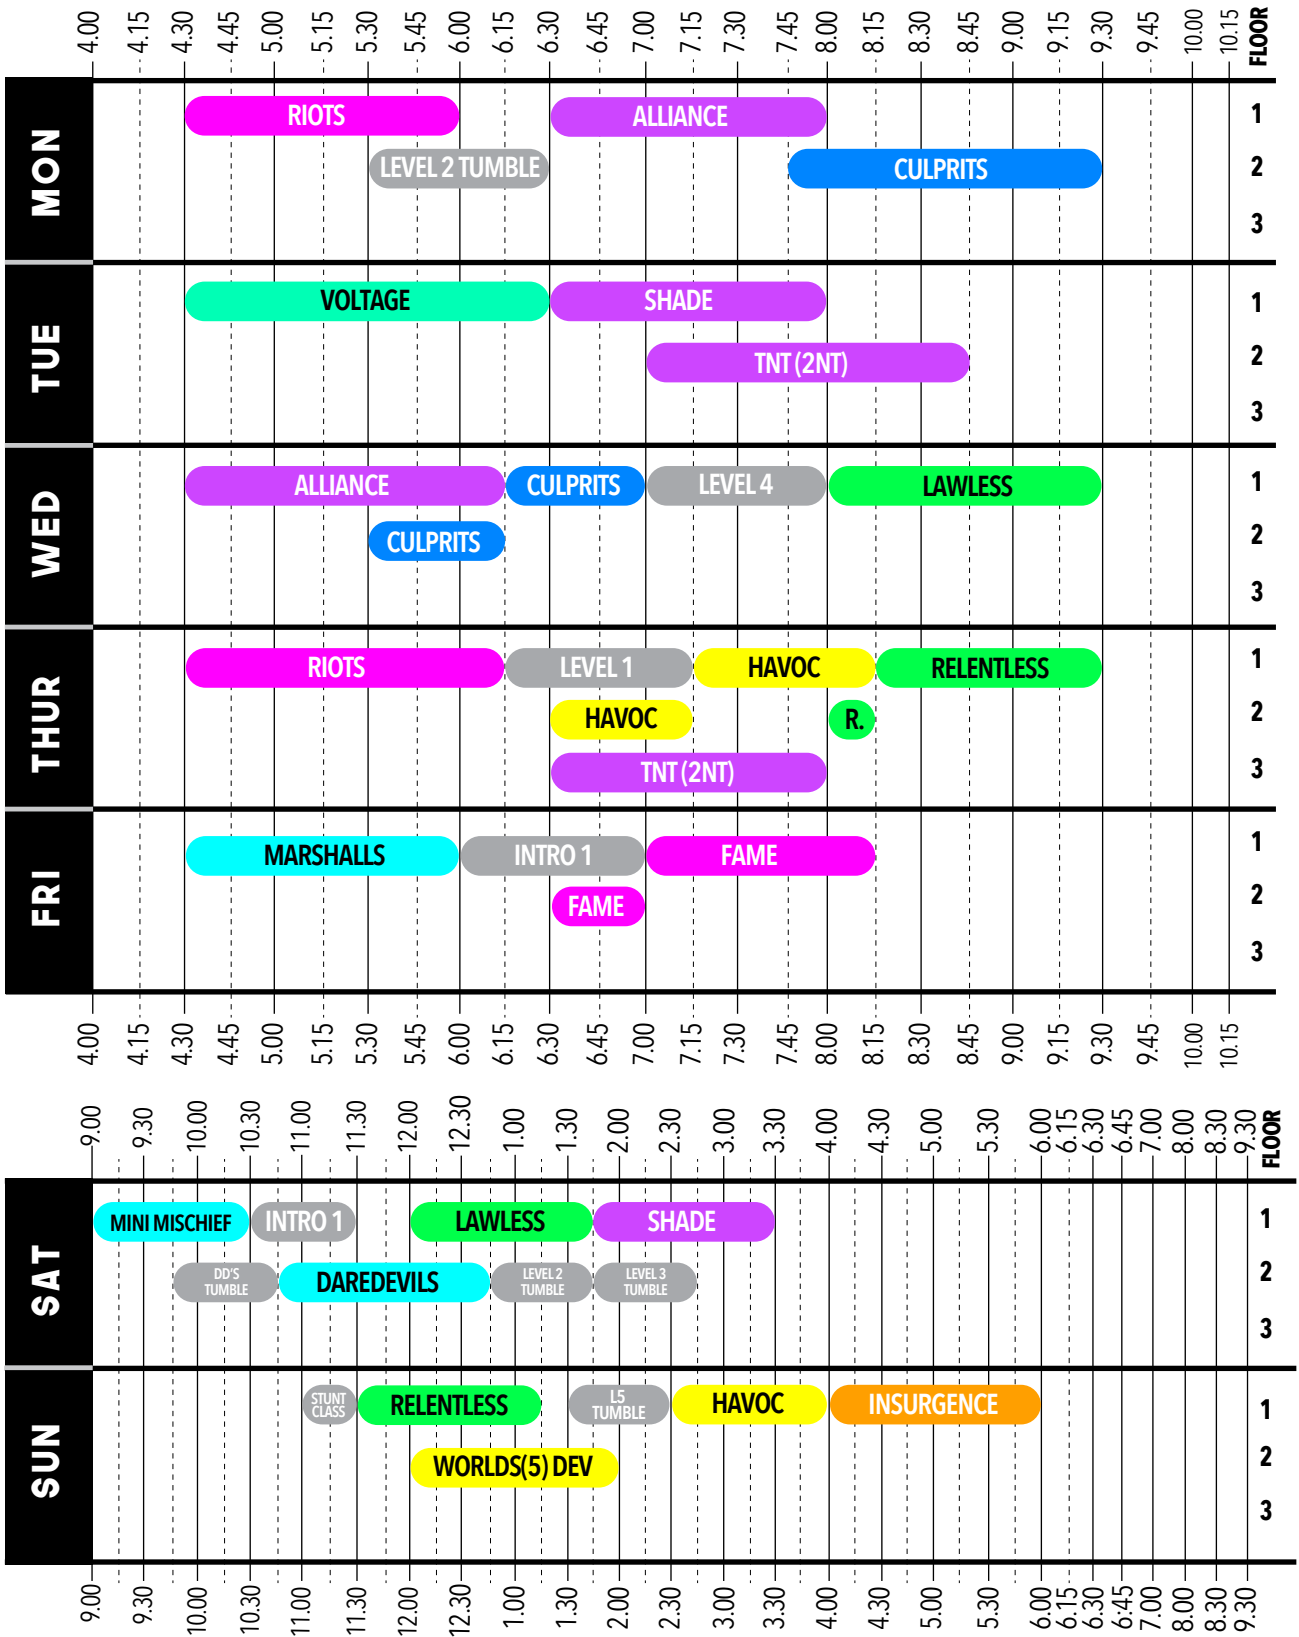 4.00 4.15 4.30 4.45 5.00 5.15 5.30 5.45 6.00 6.15 6.30 6.45 7.00 7.15 7.30 7.45 8.00 8.15 8.30 8.45 9.00 9.15 9.30 9.45 10.00 10.15 FLOOR
MON
RIOTS ALLIANCE 1
LEVEL 2 TUMBLE CULPRITS 2
3
TUE
VOLTAGE SHADE 1
TNT (2NT) 2
3
WED
ALLIANCE CULPRITS LEVEL 4 LAWLESS 1
CULPRITS 2
3
THUR
RIOTS LEVEL 1 HAVOC RELENTLESS 1
HAVOC R. 2
TNT (2NT) 3
FRI
MARSHALLS INTRO 1 FAME 1
FAME 2
3
4.00 4.15 4.30 4.45 5.00 5.15 5.30 5.45 6.00 6.15 6.30 6.45 7.00 7.15 7.30 7.45 8.00 8.15 8.30 8.45 9.00 9.15 9.30 9.45 10.00 10.15
9.00 9.30 10.00 10.30 11.00 11.30 12.00 12.30 1.00 1.30 2.00 2.30 3.00 3.30 4.00 4.30 5.00 5.30 6.00 6.15 6.30 6.45 7.00 8.00 8.30 9.30 FLOOR
SAT
MINI MISCHIEF INTRO 1 LAWLESS SHADE 1
DD'S
TUMBLE
DAREDEVILS
LEVEL 2
TUMBLE
LEVEL 3
TUMBLE
2
3
SUN
STUNT
CLASS
RELENTLESS
L5
TUMBLE
HAVOC INSURGENCE 1
WORLDS(5) DEV 2
3
9.00 9.30 10.00 10.30 11.00 11.30 12.00 12.30 1.00 1.30 2.00 2.30 3.00 3.30 4.00 4.30 5.00 5.30 6.00 6.15 6.30 6.45 7.00 8.00 8.30 9.30